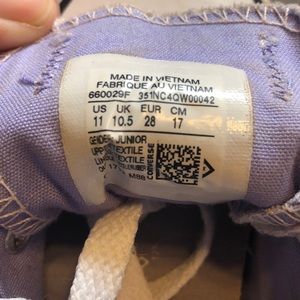 MADE IN VIETNAM
FABRIQUE AU VIETNAM
660029F 351NC4QW00042
US UK EUR CM
11 10.5 28 17
GENDER JUNIOR
TEXTILE
TEXTILE
M88
CONVERSE